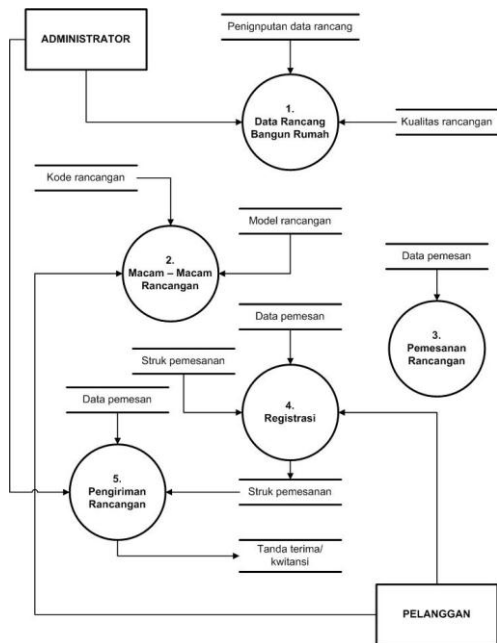 ADMINISTRATOR
Penignputan data rancang
1.
Data Rancang
Bangun Rumah
Kualitas rancangan
Kode rancangan
Model rancangan
2.
Macam – Macam
Rancangan
Data pemesan
3.
Pemesanan
Rancangan
Data pemesan
Struk pemesanan
4.
Registrasi
Data pemesan
5.
Pengiriman
Rancangan
Struk pemesanan
Tanda terima/
kwitansi
PELANGGAN